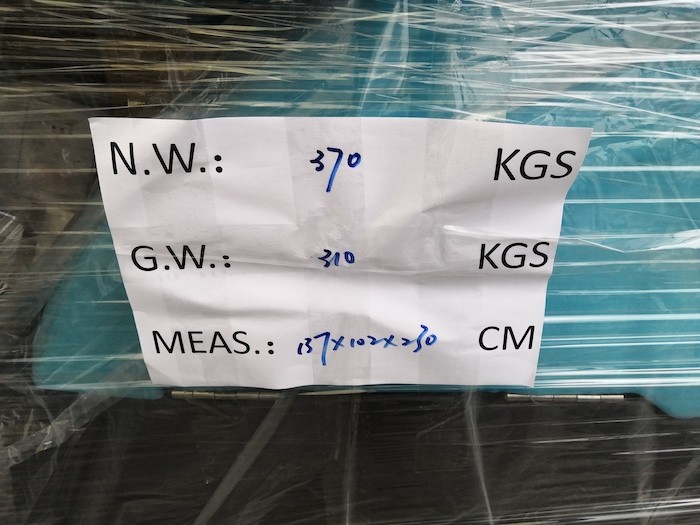 N.W.: 370 KGS
G.W.: 310 KGS
MEAS.: 137x102x230 CM